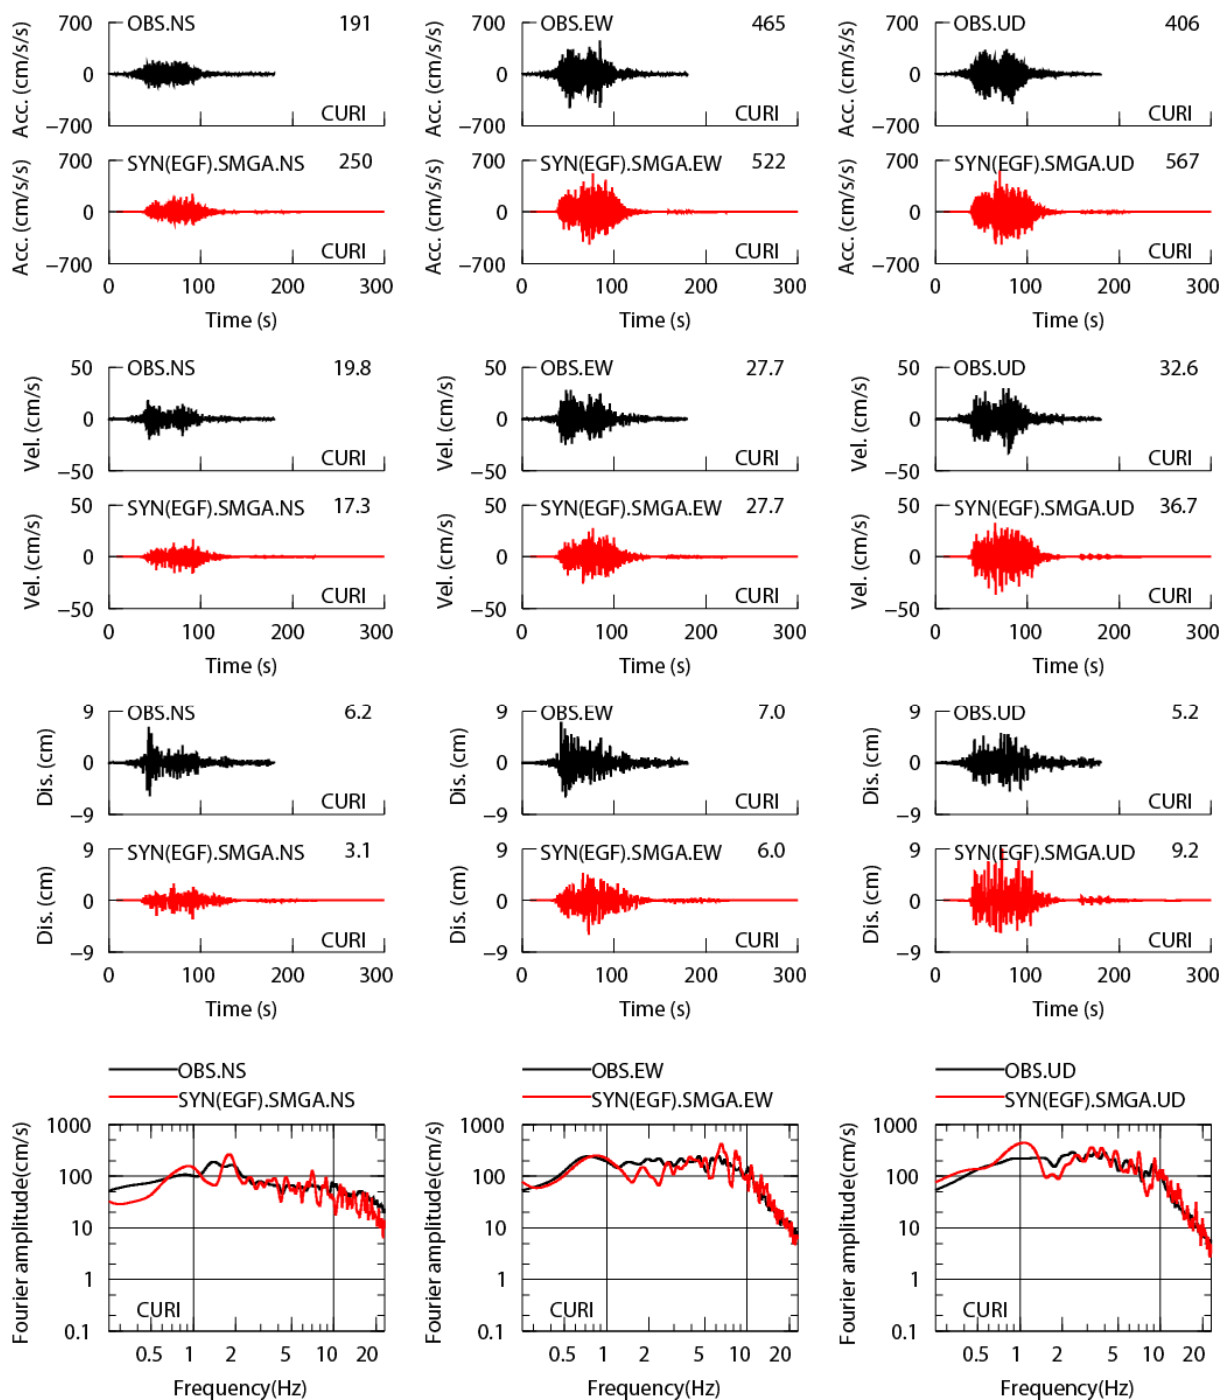 OBS.NS 191
OBS.EW 465
OBS.UD 406
700
0
−700
Acc. (cm/s/s)
CURI
700
0
−700
Acc. (cm/s/s)
CURI
700
0
−700
Acc. (cm/s/s)
CURI
SYN(EGF).SMGA.NS 250
SYN(EGF).SMGA.EW 522
SYN(EGF).SMGA.UD 567
700
0
−700
Acc. (cm/s/s)
CURI
700
0
−700
Acc. (cm/s/s)
CURI
700
0
−700
Acc. (cm/s/s)
CURI
0 100 200 300
0 100 200 300
0 100 200 300
Time (s)
Time (s)
Time (s)
OBS.NS 19.8
OBS.EW 27.7
OBS.UD 32.6
50
0
−50
Vel. (cm/s)
CURI
50
0
−50
Vel. (cm/s)
CURI
50
0
−50
Vel. (cm/s)
CURI
SYN(EGF).SMGA.NS 17.3
SYN(EGF).SMGA.EW 27.7
SYN(EGF).SMGA.UD 36.7
50
0
−50
Vel. (cm/s)
CURI
50
0
−50
Vel. (cm/s)
CURI
50
0
−50
Vel. (cm/s)
CURI
0 100 200 300
0 100 200 300
0 100 200 300
Time (s)
Time (s)
Time (s)
OBS.NS 6.2
OBS.EW 7.0
OBS.UD 5.2
9
0
−9
Dis. (cm)
CURI
9
0
−9
Dis. (cm)
CURI
9
0
−9
Dis. (cm)
CURI
SYN(EGF).SMGA.NS 3.1
SYN(EGF).SMGA.EW 6.0
SYN(EGF).SMGA.UD 9.2
9
0
−9
Dis. (cm)
CURI
9
0
−9
Dis. (cm)
CURI
9
0
−9
Dis. (cm)
CURI
0 100 200 300
0 100 200 300
0 100 200 300
Time (s)
Time (s)
Time (s)
OBS.NS
SYN(EGF).SMGA.NS
OBS.EW
SYN(EGF).SMGA.EW
OBS.UD
SYN(EGF).SMGA.UD
1000
100
10
1
0.1
Fourier amplitude(cm/s)
CURI
1000
100
10
1
0.1
Fourier amplitude(cm/s)
CURI
1000
100
10
1
0.1
Fourier amplitude(cm/s)
CURI
0.5 1 2 5 10 20
0.5 1 2 5 10 20
0.5 1 2 5 10 20
Frequency(Hz)
Frequency(Hz)
Frequency(Hz)